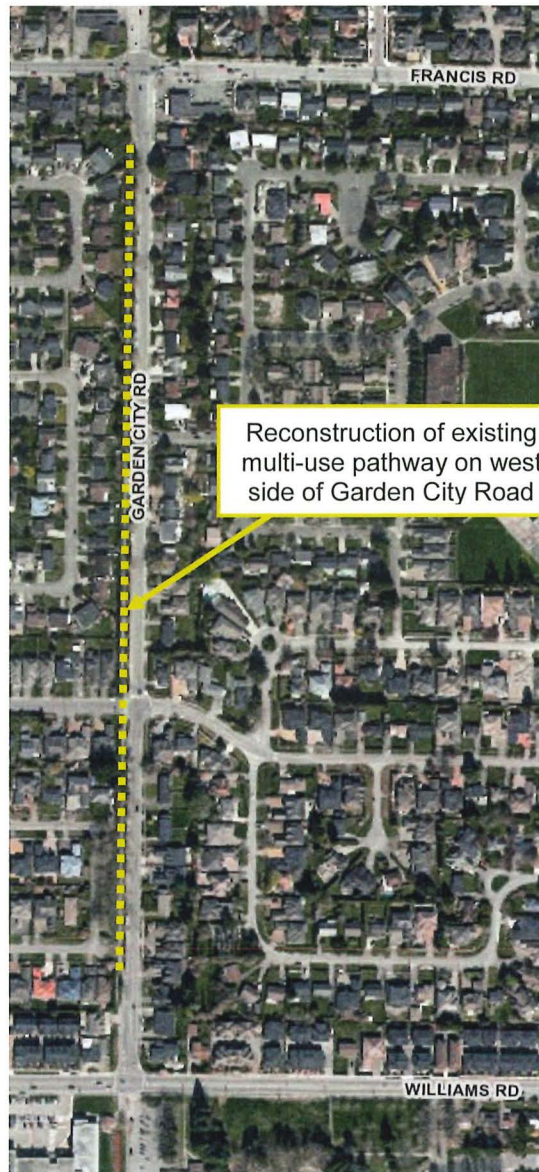 FRANCIS RD
GARDEN CITY RD
Reconstruction of existing
multi-use pathway on west
side of Garden City Road
WILLIAMS RD